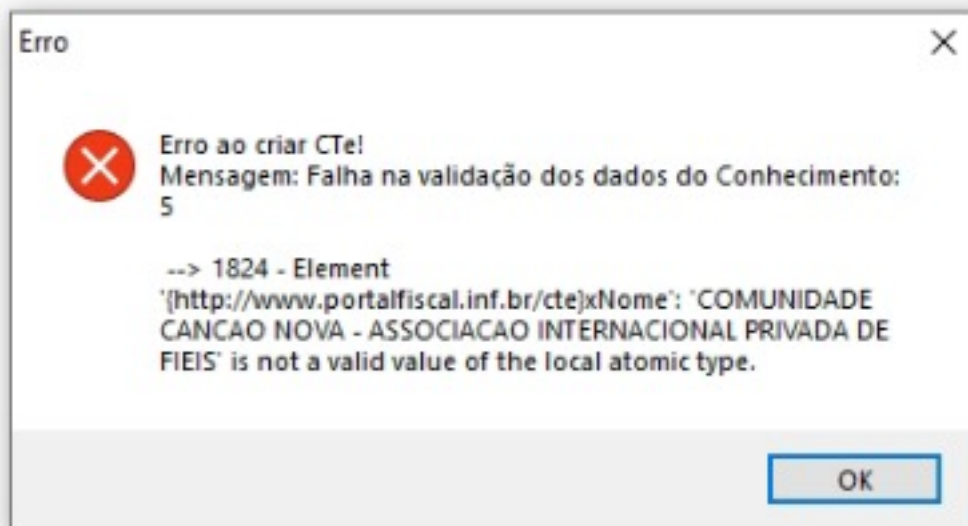 Erro
Erro ao criar CTe!
Mensagem: Falha na validação dos dados do Conhecimento:
5
--> 1824 - Element
'{http://www.portalfiscal.inf.br/cte}xNome': 'COMUNIDADE
CANCAO NOVA - ASSOCIACAO INTERNACIONAL PRIVADA DE
FIEIS' is not a valid value of the local atomic type.
OK